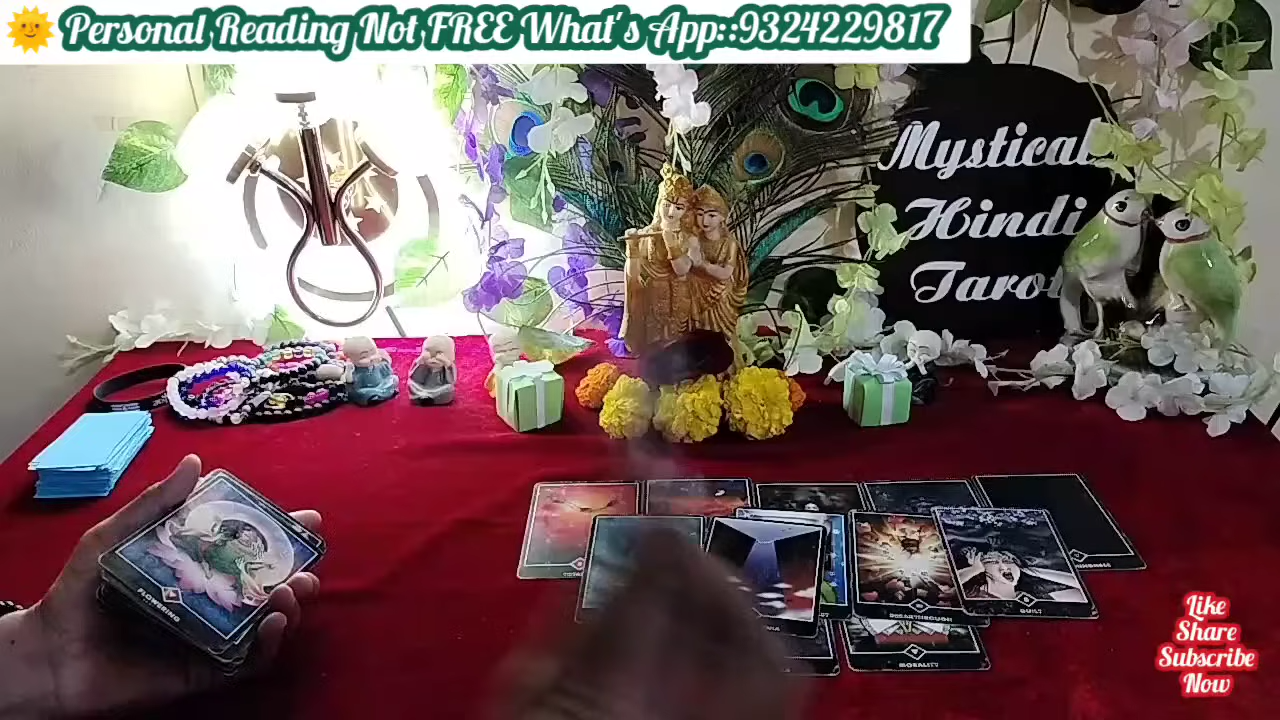 Personal Reading Not FREE What's App::9324229817
Mystical
Hindi
Tarot
FLOWERING
BREAKTHROUGH
GUILT
MORALITY
Like
Share
Subscribe
Now